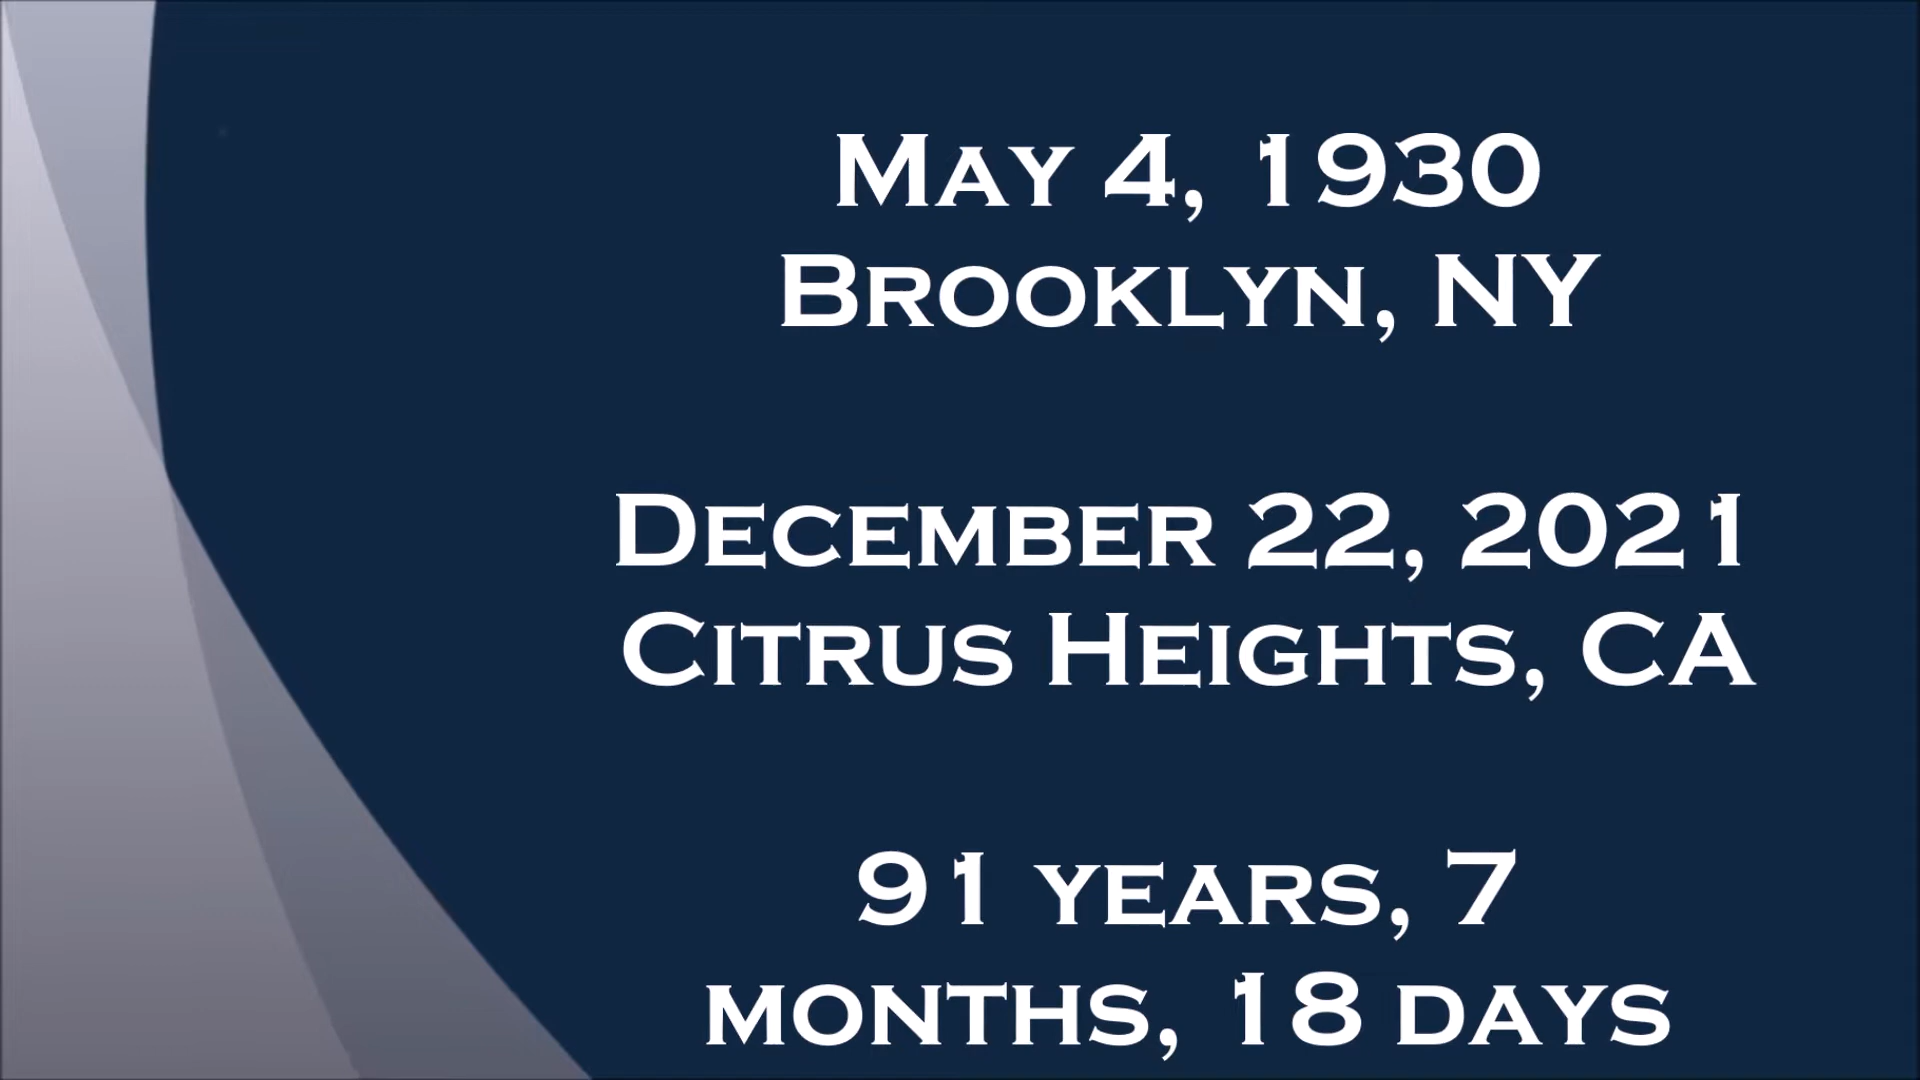 May 4, 1930
Brooklyn, NY
December 22, 2021
Citrus Heights, CA
91 years, 7
months, 18 days